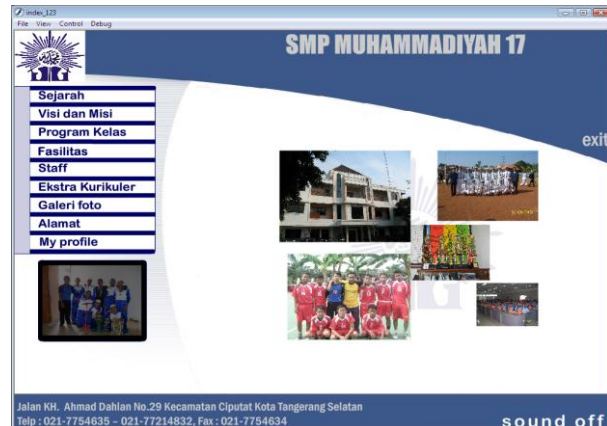 index_123
File View Control Debug
SMP MUHAMMADIYAH 17
exit
Sejarah
Visi dan Misi
Program Kelas
Fasilitas
Staff
Ekstra Kurikuler
Galeri foto
Alamat
My profile
Jalan KH. Ahmad Dahlan No.29 Kecamatan Ciputat Kota Tangerang Selatan
Telp : 021-7754635 - 021-77214832, Fax : 021-7754634
sound off